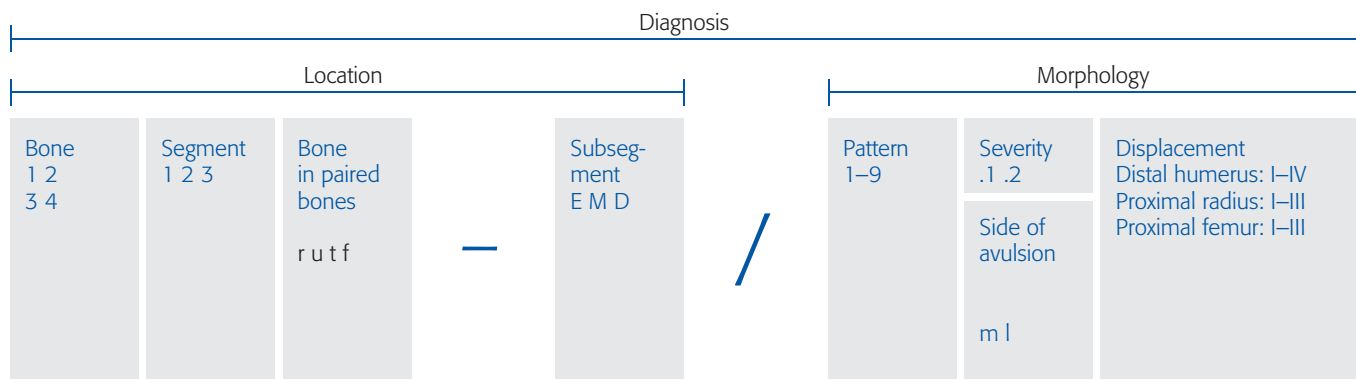 Diagnosis
Location
Morphology
Bone
1 2
3 4
Segment
1 2 3
Bone
in paired
bones
r u t f
–
Subseg-
ment
E M D
/
Pattern
1–9
Severity
.1 .2
Side of
avulsion
m l
Displacement
Distal humerus: I–IV
Proximal radius: I–III
Proximal femur: I–III